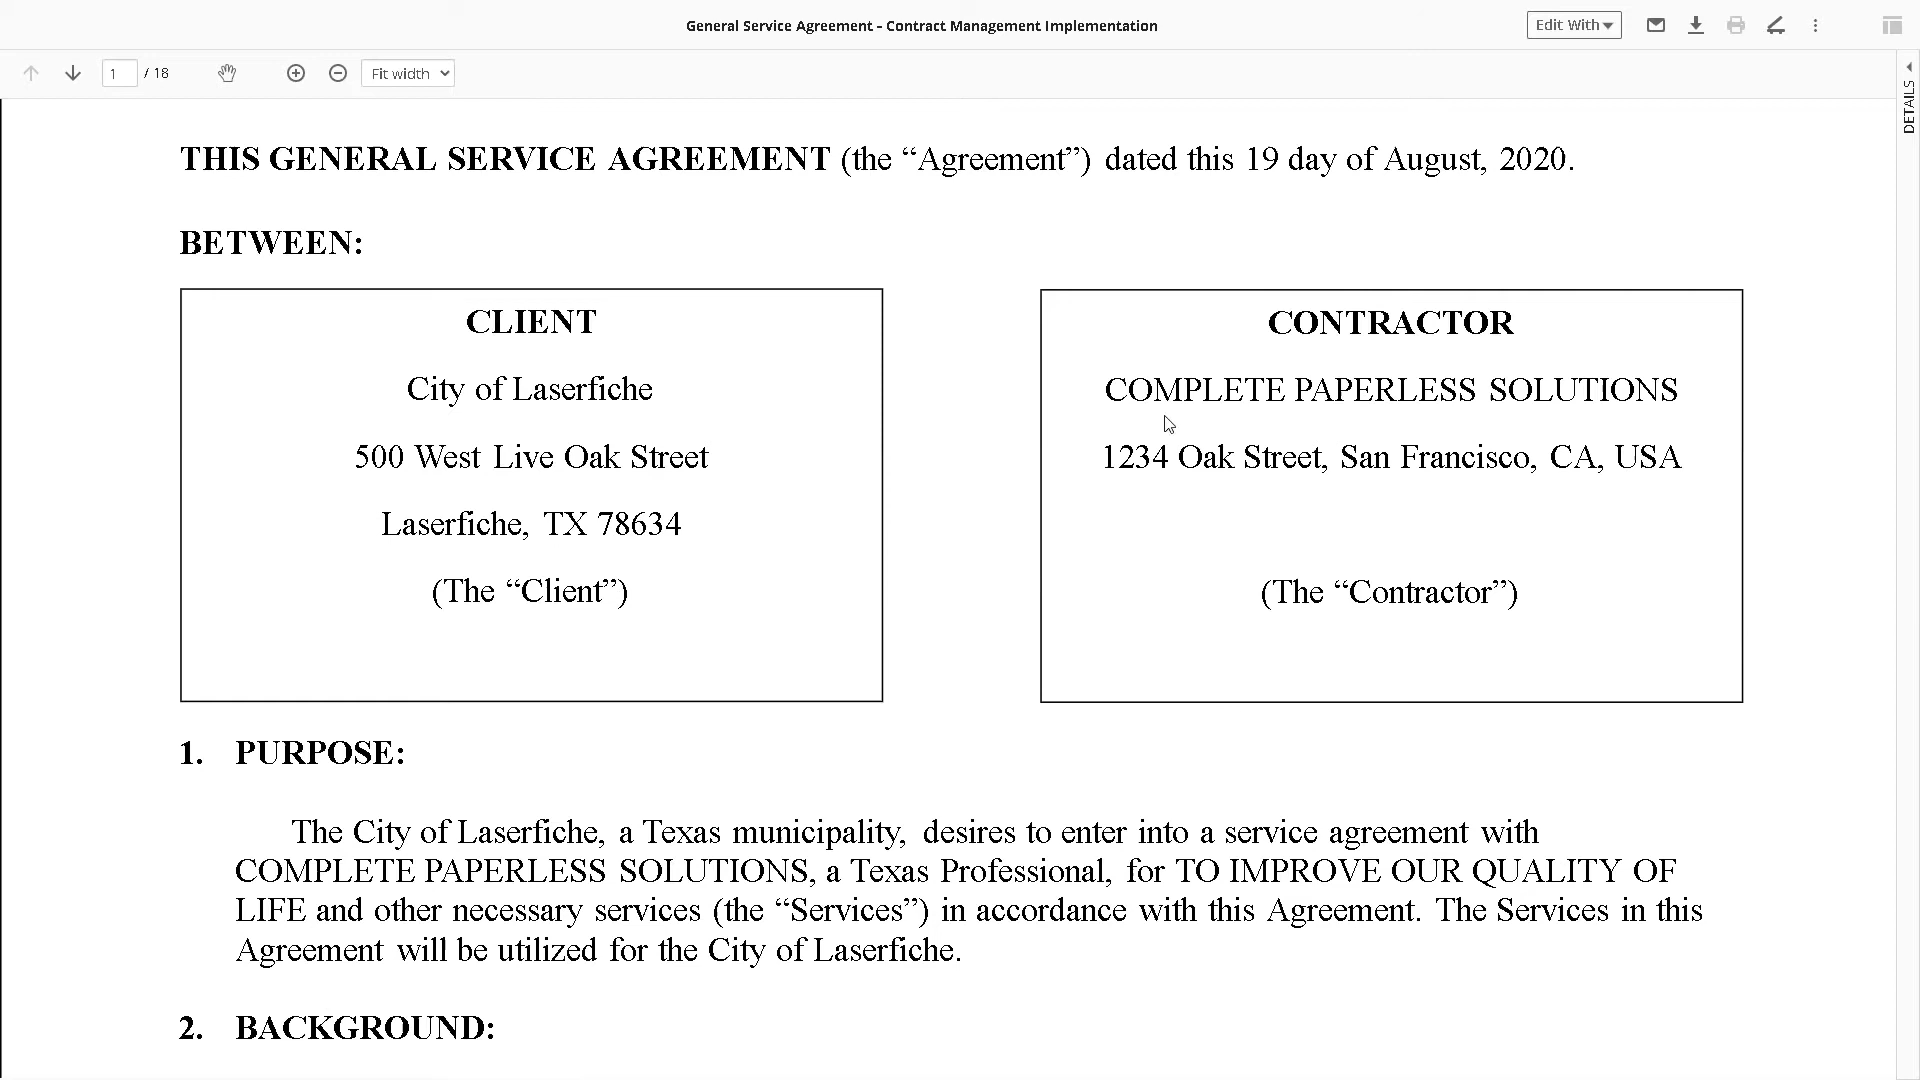 General Service Agreement - Contract Management Implementation
Edit With
1 / 18
Fit width
DETAILS
THIS GENERAL SERVICE AGREEMENT (the “Agreement”) dated this 19 day of August, 2020.
BETWEEN:
CLIENT
City of Laserfiche
500 West Live Oak Street
Laserfiche, TX 78634
(The “Client”)
CONTRACTOR
COMPLETE PAPERLESS SOLUTIONS
1234 Oak Street, San Francisco, CA, USA
(The “Contractor”)
1. PURPOSE:
The City of Laserfiche, a Texas municipality, desires to enter into a service agreement with
COMPLETE PAPERLESS SOLUTIONS, a Texas Professional, for TO IMPROVE OUR QUALITY OF
LIFE and other necessary services (the “Services”) in accordance with this Agreement. The Services in this
Agreement will be utilized for the City of Laserfiche.
2. BACKGROUND: